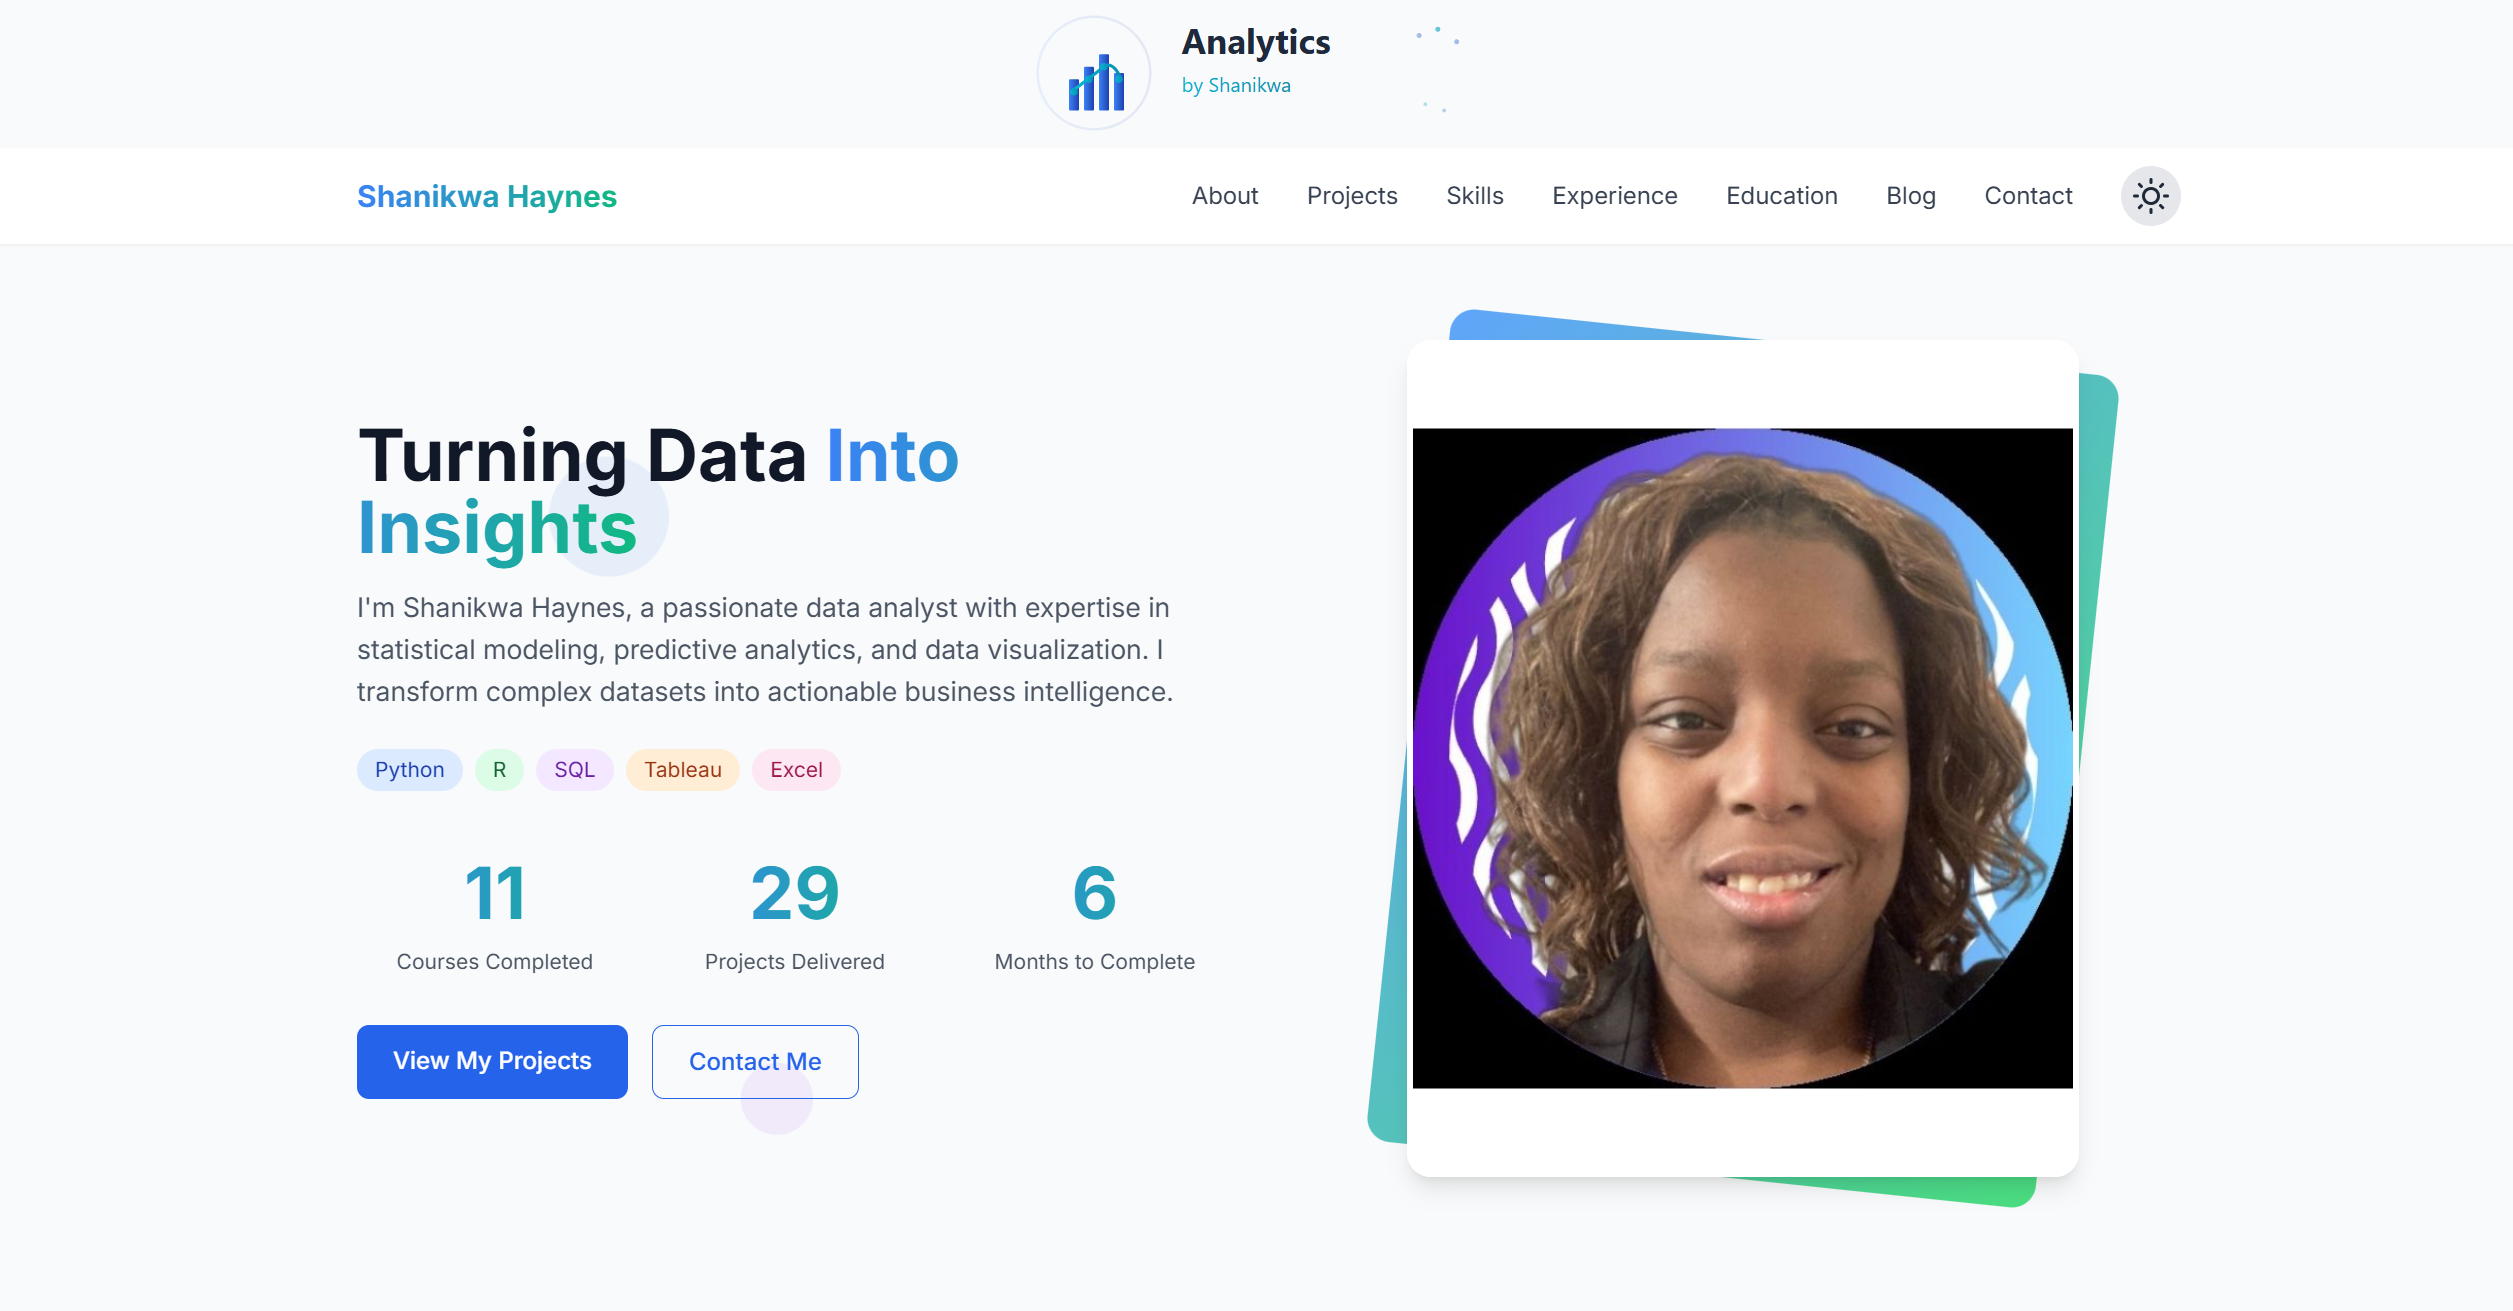 Analytics
by Shanikwa
Shanikwa Haynes
About
Projects
Skills
Experience
Education
Blog
Contact
Turning Data Into
Insights
I'm Shanikwa Haynes, a passionate data analyst with expertise in
statistical modeling, predictive analytics, and data visualization. I
transform complex datasets into actionable business intelligence.
Python
R
SQL
Tableau
Excel
11
Courses Completed
29
Projects Delivered
6
Months to Complete
View My Projects
Contact Me